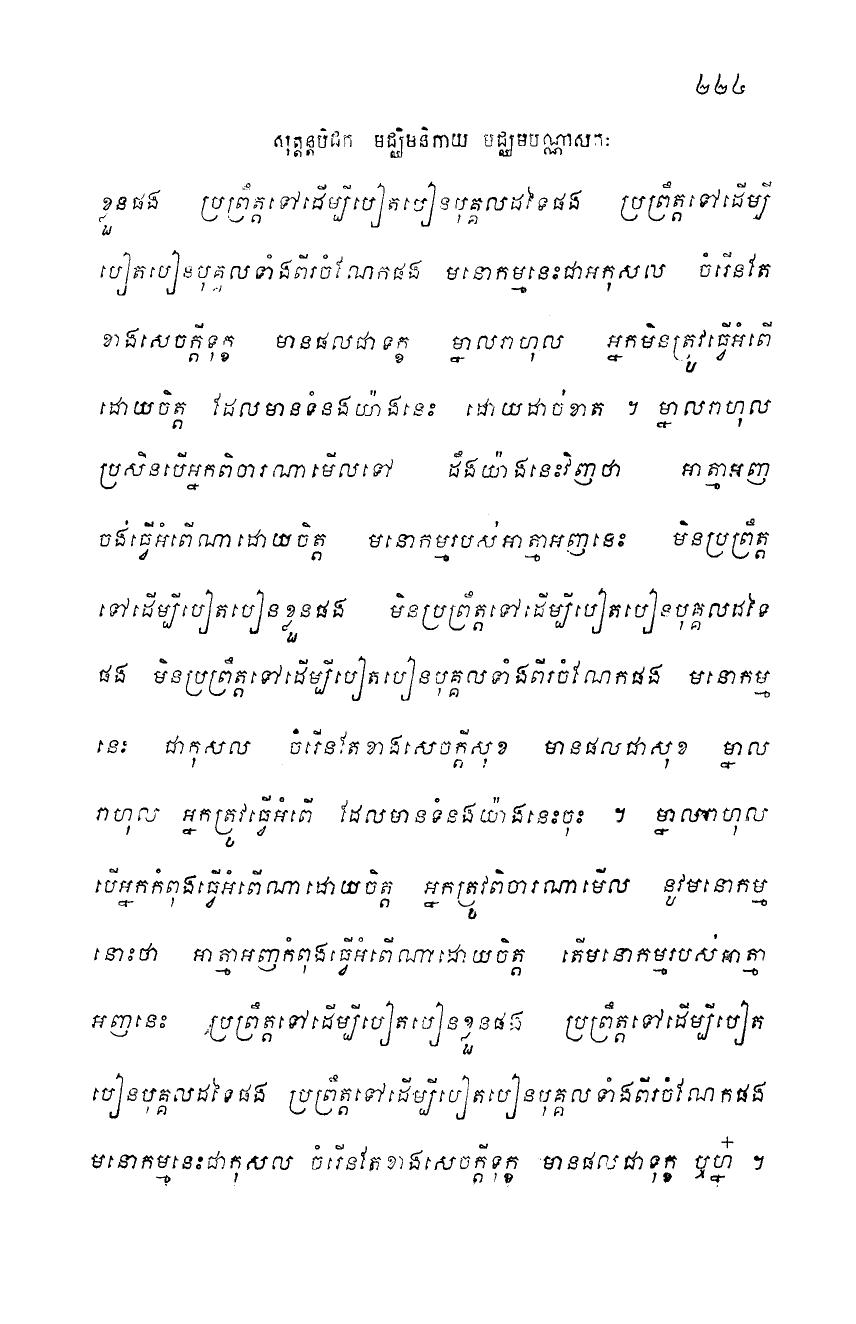 ២២៤
សុត្តន្តបិដក មជ្ឈិមនិកាយ មជ្ឈិមបណ្ណាសកៈ
ខ្លួនផង ប្រព្រឹត្តទៅដើម្បីបៀតបៀនបុគ្គលដទៃផង ប្រព្រឹត្តទៅដើម្បី
បៀតបៀនបុគ្គលទាំងពីរចំណែកផង មនោកម្មនេះជាអកុសល ចំរើនតែ
ខាងសេចក្តីទុក្ខ មានផលជាទុក្ខ ម្នាលរាហុល អ្នកមិនត្រូវធ្វើអំពើ
ដោយចិត្ត ដែលមានទំនងយ៉ាងនេះ ដោយដាច់ខាត ។ ម្នាលរាហុល
ប្រសិនបើអ្នកពិចារណាមើលទៅ ដឹងយ៉ាងនេះវិញថា អាត្មាអញ
ចង់ធ្វើអំពើណាដោយចិត្ត មនោកម្មរបស់អាត្មាអញនេះ មិនប្រព្រឹត្ត
ទៅដើម្បីបៀតបៀនខ្លួនផង មិនប្រព្រឹត្តទៅដើម្បីបៀតបៀនបុគ្គលដទៃ
ផង មិនប្រព្រឹត្តទៅដើម្បីបៀតបៀនបុគ្គលទាំងពីរចំណែកផង មនោកម្ម
នេះ ជាកុសល ចំរើនតែខាងសេចក្តីសុខ មានផលជាសុខ ម្នាល
រាហុល អ្នកត្រូវធ្វើអំពើ ដែលមានទំនងយ៉ាងនេះចុះ ។ ម្នាលរាហុល
បើអ្នកកំពុងធ្វើអំពើណាដោយចិត្ត អ្នកត្រូវពិចារណាមើល នូវមនោកម្ម
នោះថា អាត្មាអញកំពុងធ្វើអំពើណាដោយចិត្ត តើមនោកម្មរបស់អាត្មា
អញនេះ ប្រព្រឹត្តទៅដើម្បីបៀតបៀនខ្លួនផង ប្រព្រឹត្តទៅដើម្បីបៀត
បៀនបុគ្គលដទៃផង ប្រព្រឹត្តទៅដើម្បីបៀតបៀនបុគ្គលទាំងពីរចំណែកផង
មនោកម្មនេះជាកុសល ចំរើនតែខាងសេចក្តីទុក្ខ មានផលជាទុក្ខ ឬហ្ន៎ ។